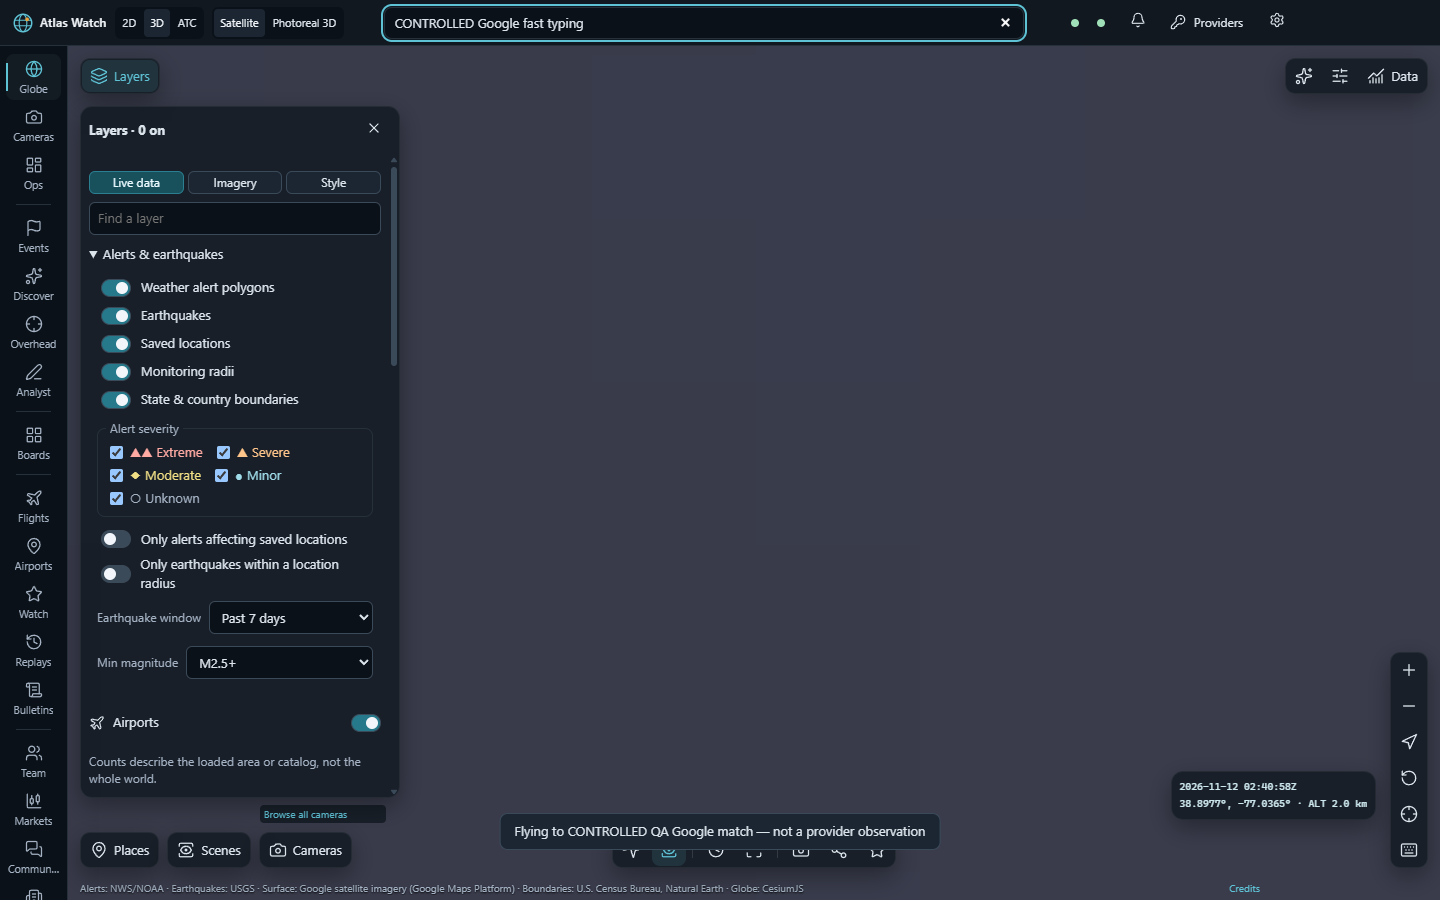 Atlas Watch
2D 3D ATC
Satellite Photoreal 3D
CONTROLLED Google fast typing
Providers
Globe
Cameras
Ops
Events
Discover
Overhead
Analyst
Boards
Flights
Airports
Watch
Replays
Bulletins
Team
Markets
Commun...
Layers
Data
Layers · 0 on
Live data Imagery Style
Find a layer
Alerts & earthquakes
Weather alert polygons
Earthquakes
Saved locations
Monitoring radii
State & country boundaries
Alert severity
Extreme Severe
Moderate Minor
Unknown
Only alerts affecting saved locations
Only earthquakes within a location
radius
Earthquake window Past 7 days
Min magnitude M2.5+
Airports
Counts describe the loaded area or catalog, not the
whole world.
Browse all cameras
Places Scenes Cameras
Flying to CONTROLLED QA Google match — not a provider observation
2026-11-12 02:40:58Z
38.8977°, -77.0365° · ALT 2.0 km
Alerts: NWS/NOAA · Earthquakes: USGS · Surface: Google satellite imagery (Google Maps Platform) · Boundaries: U.S. Census Bureau, Natural Earth · Globe: CesiumJS
Credits